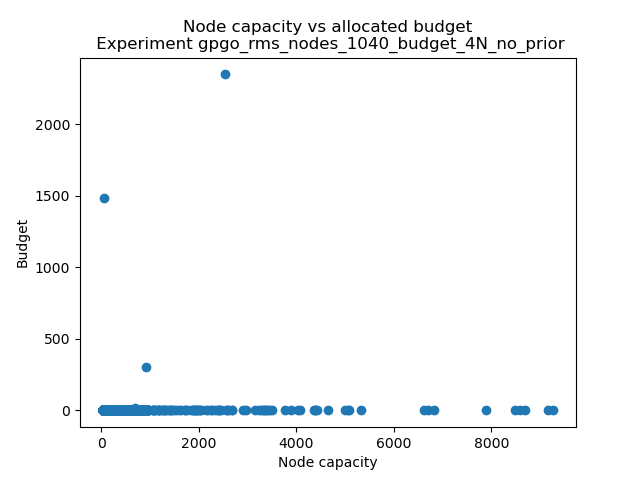 Node capacity vs allocated budget
Experiment gpgo_rms_nodes_1040_budget_4N_no_prior
2000
1500
1000
500
0
Budget
0 2000 4000 6000 8000
Node capacity